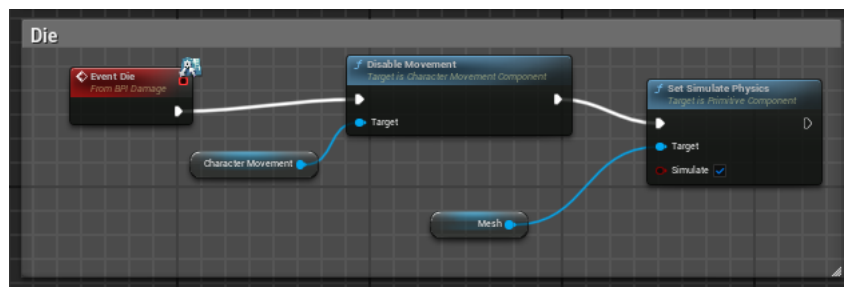 Die
Event Die
From BPI Damage
Disable Movement
Target is Character Movement Component
Target
Character Movement
Set Simulate Physics
Target is Primitive Component
Target
Simulate
Mesh